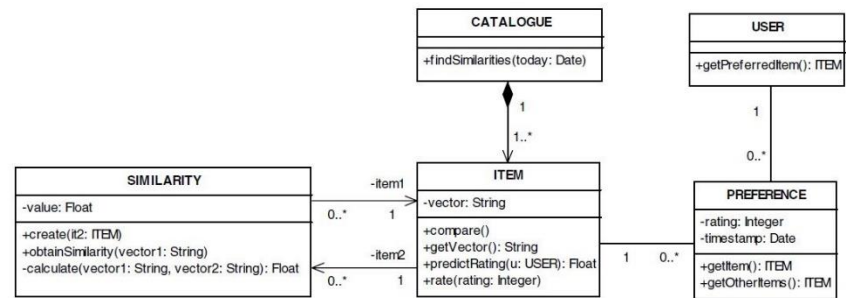 CATALOGUE
+findSimilarities(today: Date)
USER
+getPreferredItem(): ITEM
1
1..*
1
0..*
SIMILARITY
-value: Float
+create(it2: ITEM)
+obtainSimilarity(vector1: String)
-calculate(vector1: String, vector2: String): Float
-item1
0..*
1
-item2
0..*
1
ITEM
-vector: String
+compare()
+getVector(): String
+predictRating(u: USER): Float
+rate(rating: Integer)
1
0..*
PREFERENCE
-rating: Integer
-timestamp: Date
+getItem(): ITEM
+getOtherItems(): ITEM